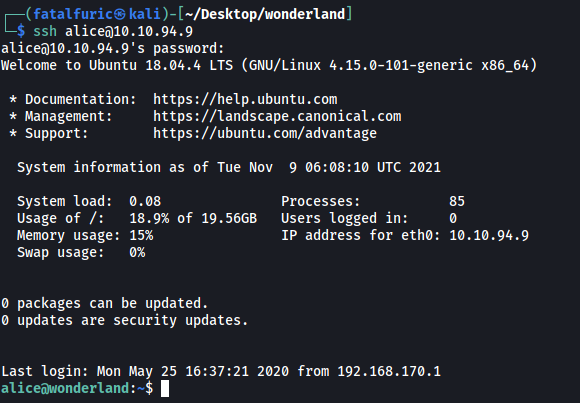 ┌──(fatalfuric㉿kali)-[~/Desktop/wonderland]
└─$ ssh alice@10.10.94.9
alice@10.10.94.9's password:
Welcome to Ubuntu 18.04.4 LTS (GNU/Linux 4.15.0-101-generic x86_64)
* Documentation:  https://help.ubuntu.com
* Management:     https://landscape.canonical.com
* Support:        https://ubuntu.com/advantage
System information as of Tue Nov  9 06:08:10 UTC 2021
System load:  0.08               Processes:           85
Usage of /:   18.9% of 19.56GB   Users logged in:     0
Memory usage: 15%                IP address for eth0: 10.10.94.9
Swap usage:   0%
0 packages can be updated.
0 updates are security updates.
Last login: Mon May 25 16:37:21 2020 from 192.168.170.1
alice@wonderland:~$